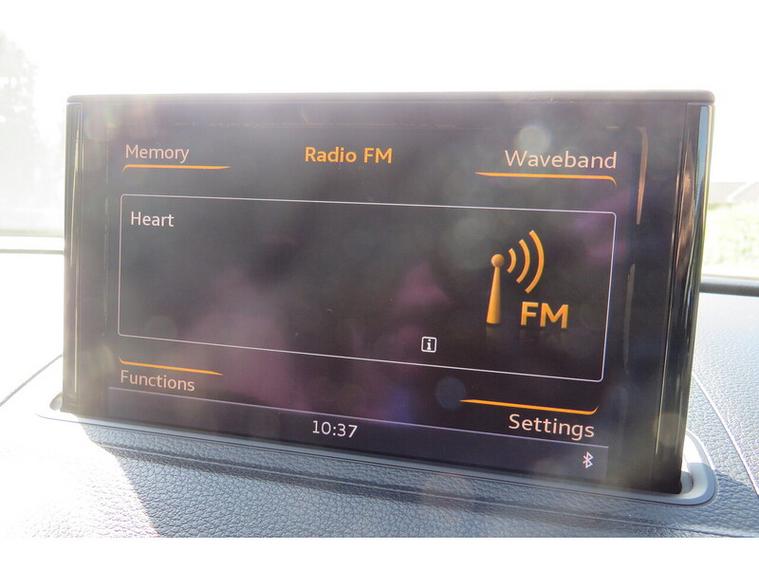 Memory
Radio FM
Waveband
Heart
FM
i
Functions
Settings
10:37